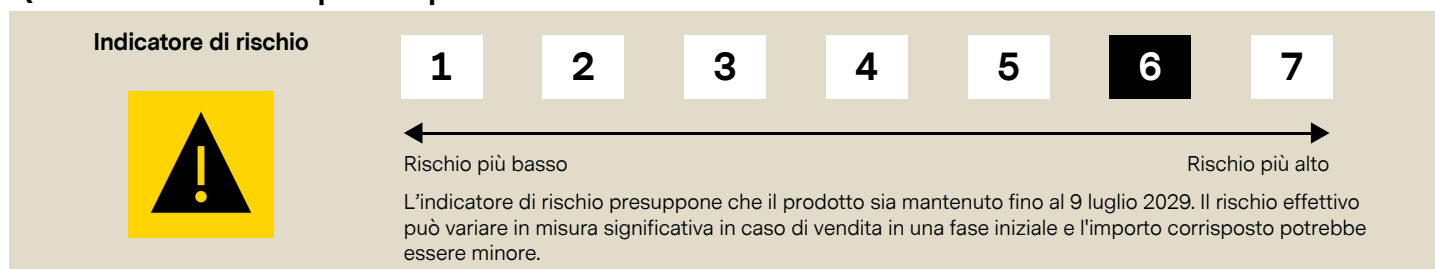 Indicatore di rischio
1 2 3 4 5 6 7
Rischio più basso Rischio più alto
L'indicatore di rischio presuppone che il prodotto sia mantenuto fino al 9 luglio 2029. Il rischio effettivo
può variare in misura significativa in caso di vendita in una fase iniziale e l'importo corrisposto potrebbe
essere minore.